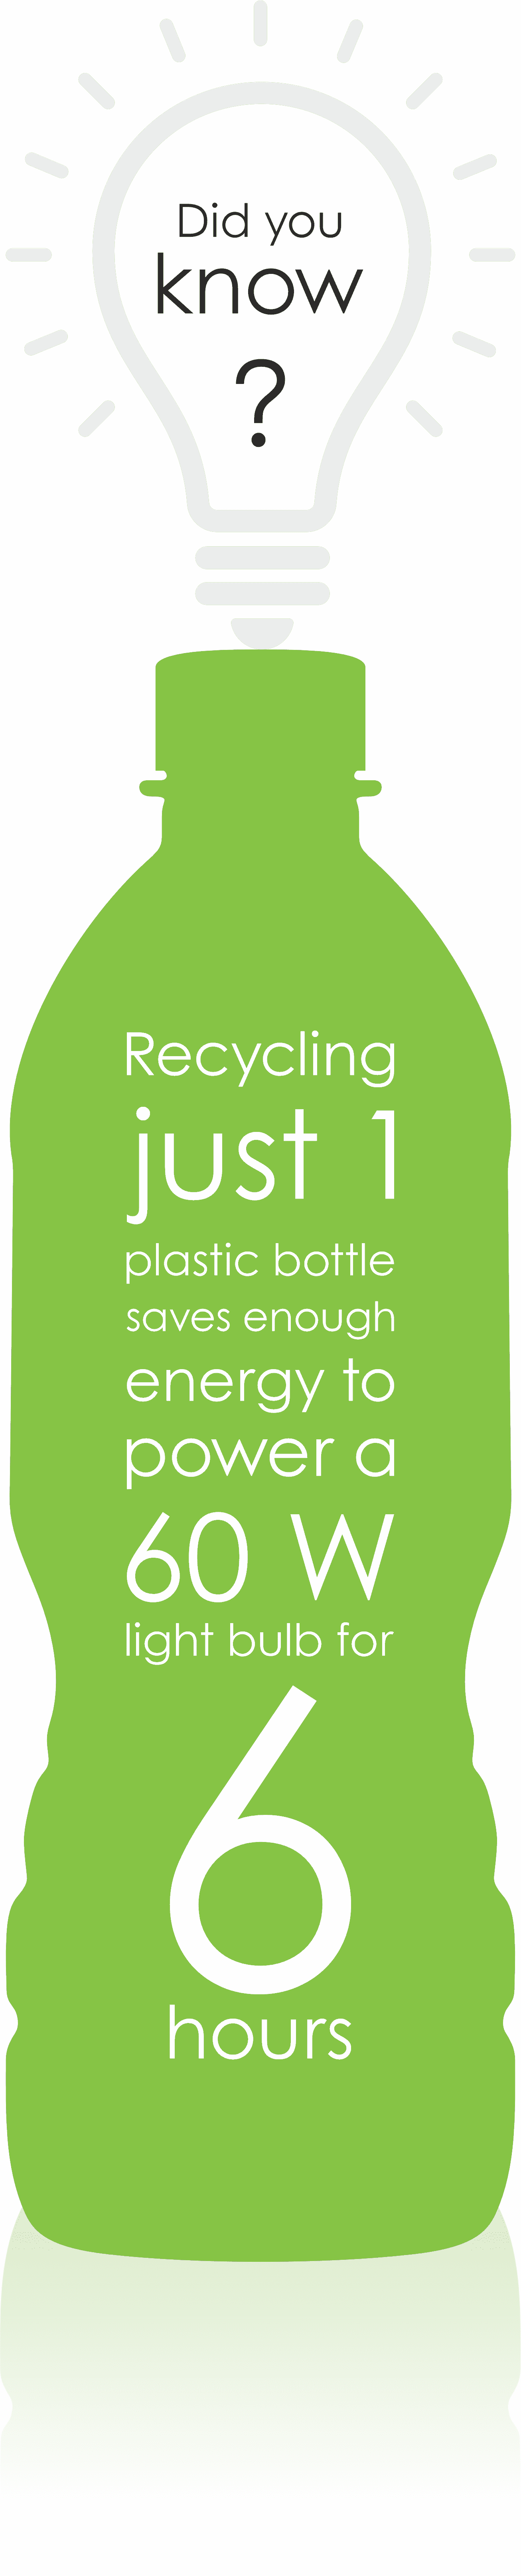 Did you
know
?
Recycling
just 1
plastic bottle
saves enough
energy to
power a
60 W
light bulb for
6
hours